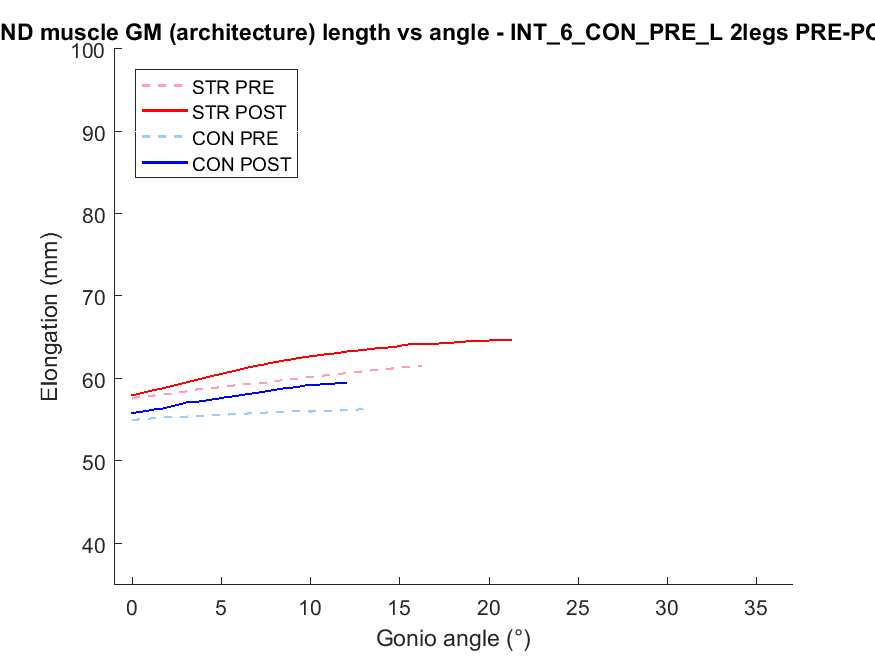 ND muscle GM (architecture) length vs angle - INT_6_CON_PRE_L 2legs PRE-PO
100
90
80
70
60
50
40
Elongation (mm)
STR PRE
STR POST
CON PRE
CON POST
0 5 10 15 20 25 30 35
Gonio angle (°)